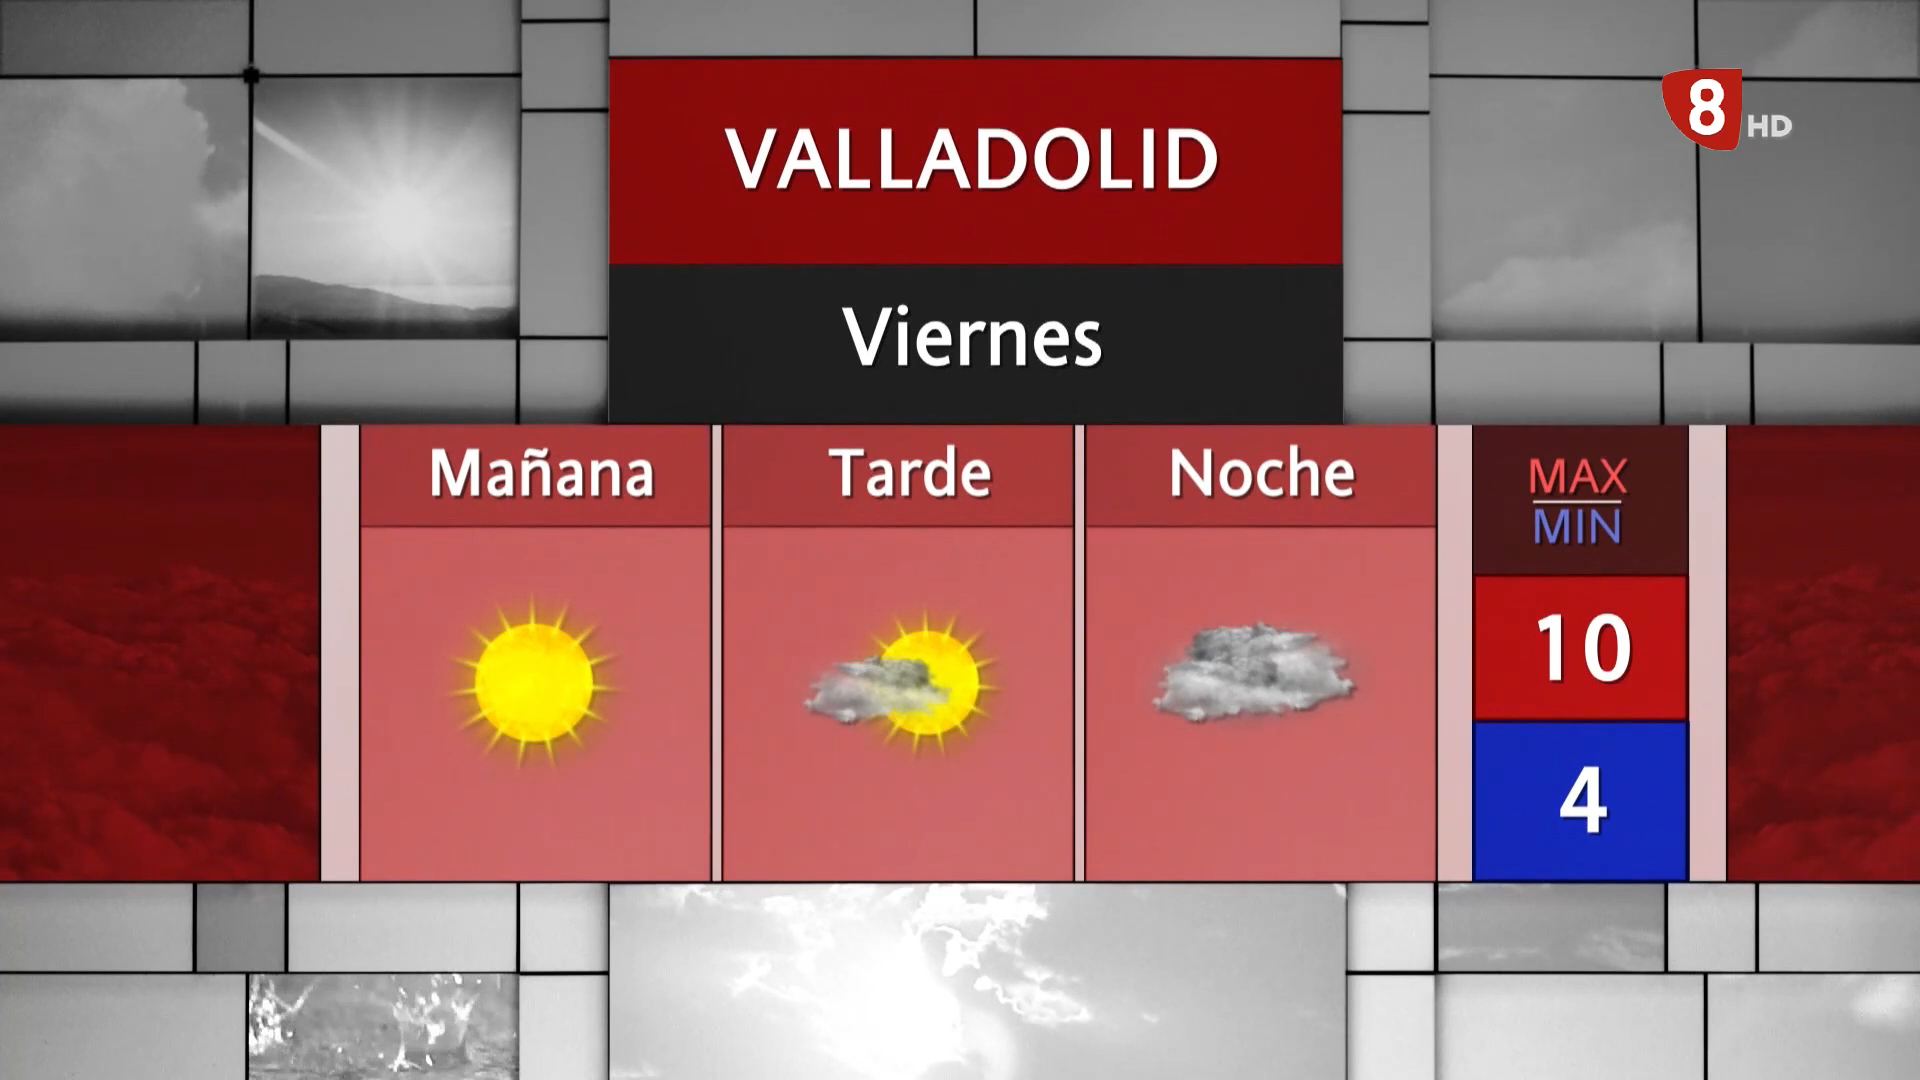 VALLADOLID
8 HD
Viernes
Mañana
Tarde
Noche
MAX
MIN
10
4